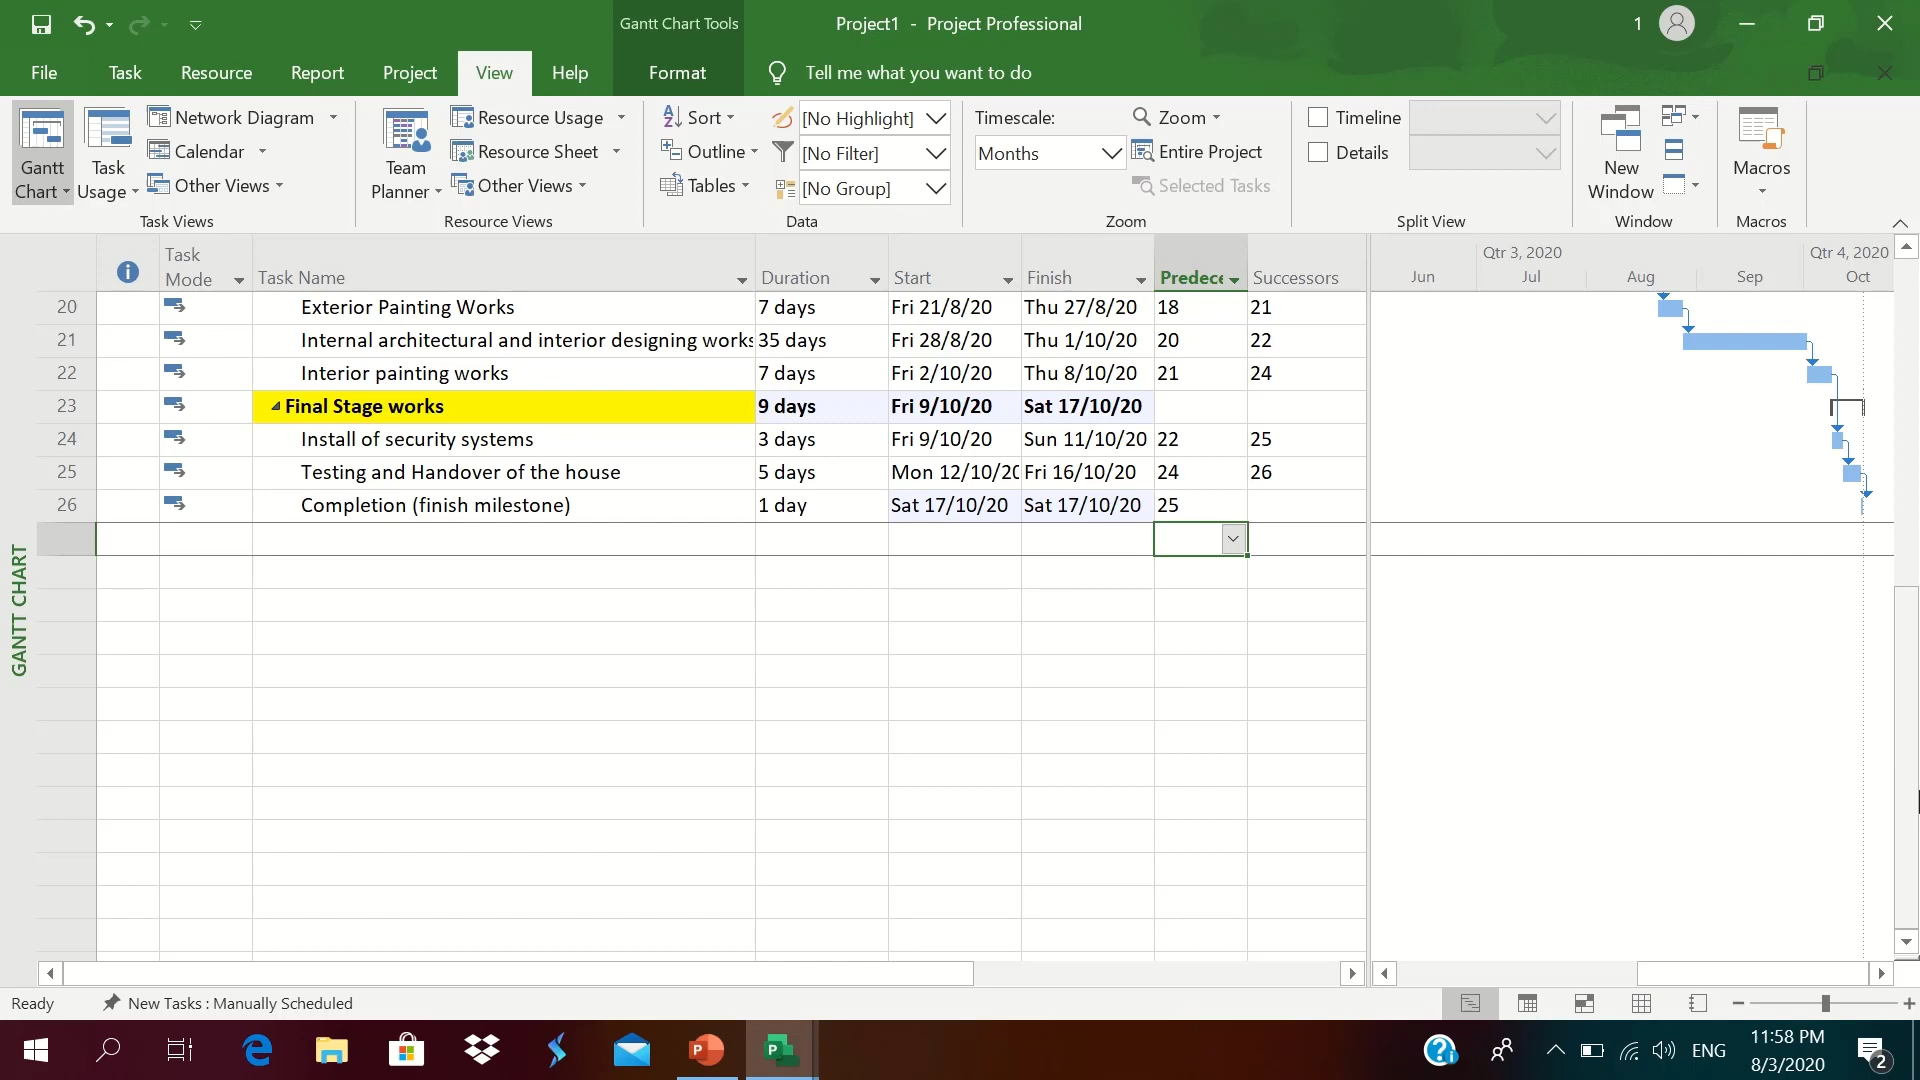 Gantt Chart Tools
Project1 - Project Professional
1
File Task Resource Report Project View Help Format Tell me what you want to do
Gantt Chart
Task Usage
Network Diagram
Calendar
Other Views
Task Views
Team Planner
Resource Usage
Resource Sheet
Other Views
Resource Views
Sort
Outline
Tables
[No Highlight]
[No Filter]
[No Group]
Data
Timescale:
Months
Zoom
Entire Project
Selected Tasks
Zoom
Timeline
Details
Split View
New Window
Window
Macros
Macros
Task Mode Task Name Duration Start Finish Predece Successors
Qtr 3, 2020 Qtr 4, 2020
Jun Jul Aug Sep Oct
20 Exterior Painting Works 7 days Fri 21/8/20 Thu 27/8/20 18 21
21 Internal architectural and interior designing works 35 days Fri 28/8/20 Thu 1/10/20 20 22
22 Interior painting works 7 days Fri 2/10/20 Thu 8/10/20 21 24
23 Final Stage works 9 days Fri 9/10/20 Sat 17/10/20
24 Install of security systems 3 days Fri 9/10/20 Sun 11/10/20 22 25
25 Testing and Handover of the house 5 days Mon 12/10/20 Fri 16/10/20 24 26
26 Completion (finish milestone) 1 day Sat 17/10/20 Sat 17/10/20 25
GANTT CHART
Ready New Tasks : Manually Scheduled
ENG
11:58 PM
8/3/2020
2